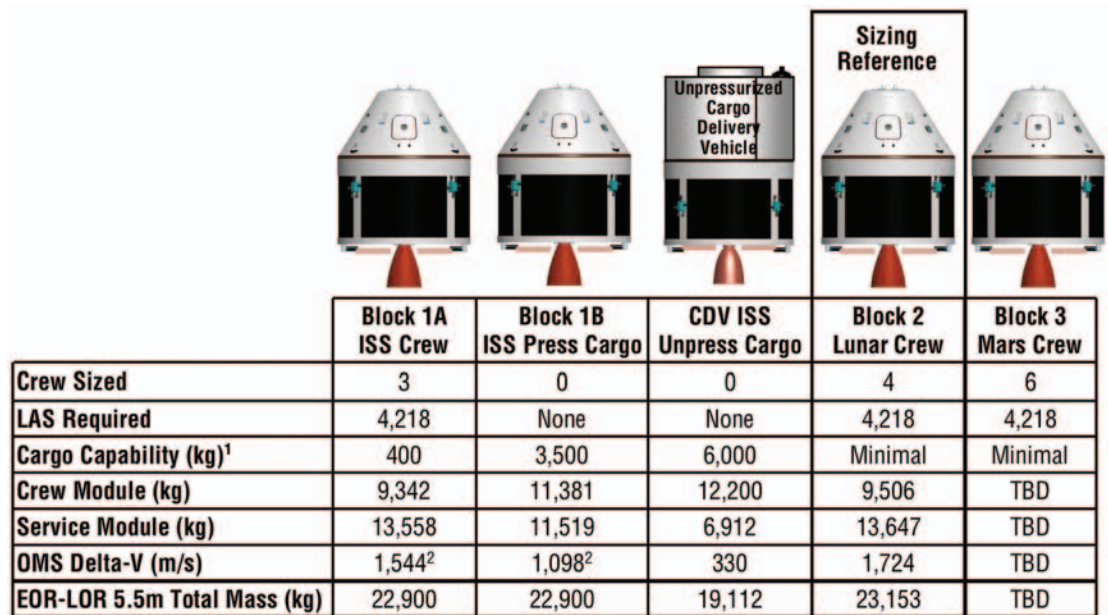 Sizing
Reference
Unpressurized
Cargo
Delivery
Vehicle
Block 1A Block 1B CDV ISS Block 2 Block 3
ISS Crew ISS Press Cargo Unpress Cargo Lunar Crew Mars Crew
Crew Sized 3 0 0 4 6
LAS Required 4,218 None None 4,218 4,218
Cargo Capability (kg)¹ 400 3,500 6,000 Minimal Minimal
Crew Module (kg) 9,342 11,381 12,200 9,506 TBD
Service Module (kg) 13,558 11,519 6,912 13,647 TBD
OMS Delta-V (m/s) 1,544² 1,098² 330 1,724 TBD
EOR-LOR 5.5m Total Mass (kg) 22,900 22,900 19,112 23,153 TBD